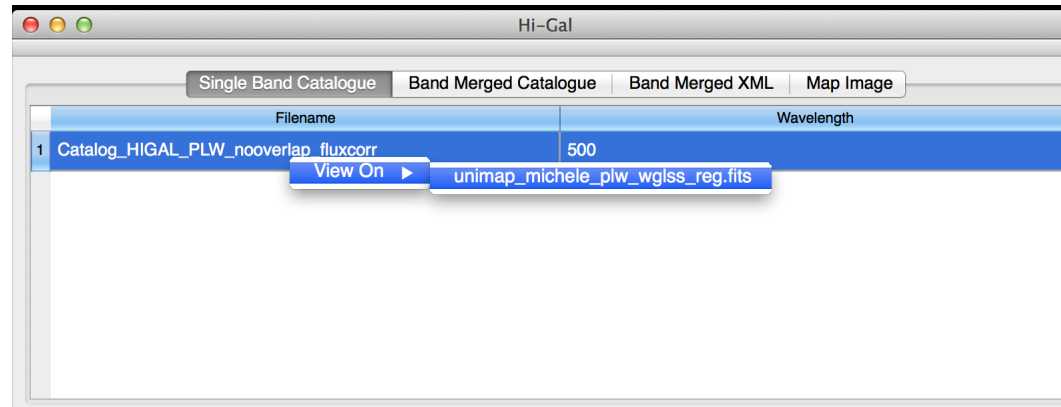 Hi-Gal
Single Band Catalogue Band Merged Catalogue Band Merged XML Map Image
Filename Wavelength
1 Catalog_HIGAL_PLW_nooverlap_fluxcorr 500
View On unimap_michele_plw_wglss_reg.fits